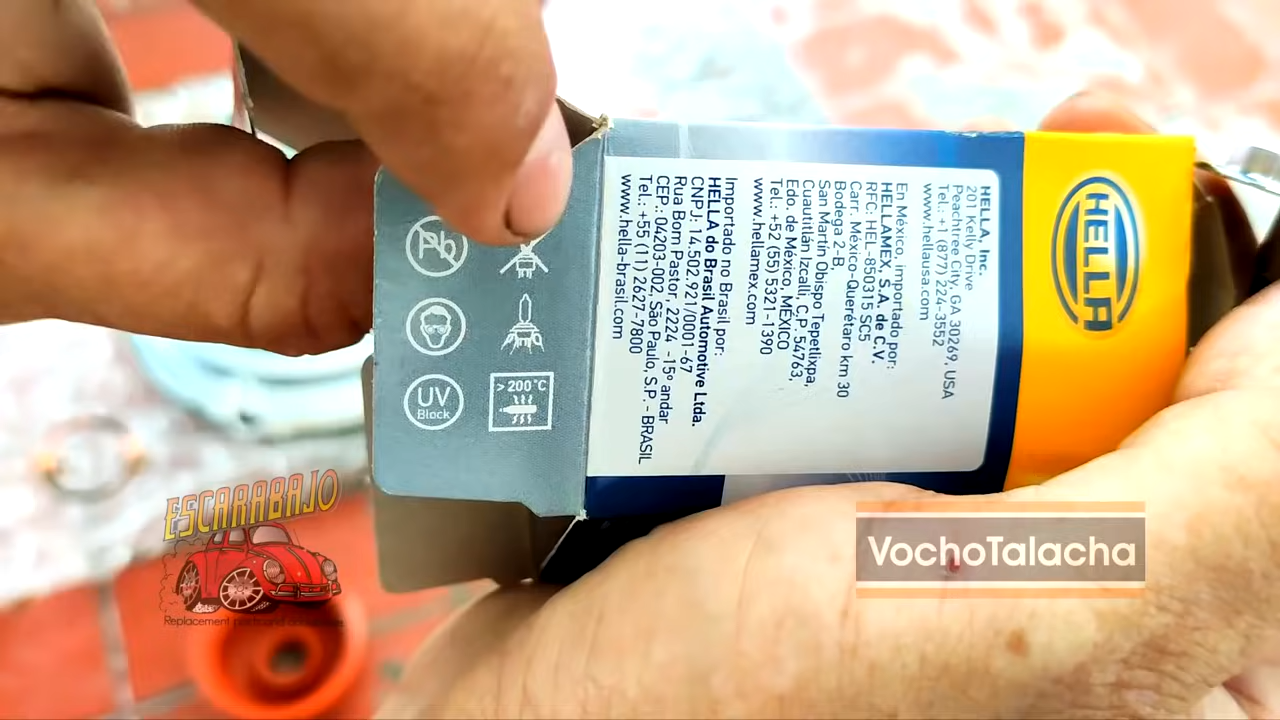 HELLA
HELLA, Inc.
201 Kelly Drive
Peachtree City, GA 30269, USA
Tel.: +1 (877) 224-3552
www.hellausa.com
En México, importado por:
HELLAMEX, S.A. de C.V.
RFC: HEL -850315 SC5
Carr. México-Querétaro km 30
Bodega 2-B,
San Martin Obispo Tepetlixpa,
Cuautitlán Izcalli, C.P. 54763,
Edo. de México, MÉXICO
Tel.: +52 (55) 5321-1390
www.hellamex.com
Importado no Brasil por:
HELLA do Brasil Automotive Ltda.
CNPJ: 14.502.921/0001-67
Rua Bom Pastor, 2224 -15º andar
CEP.: 04203-002, São Paulo, S.P. - BRASIL
Tel.: +55 (11) 2627-7800
www.hella-brasil.com
Pb
UV
Block
> 200 °C
ESCARABAJO
Replacement parts and accessories
VochoTalacha